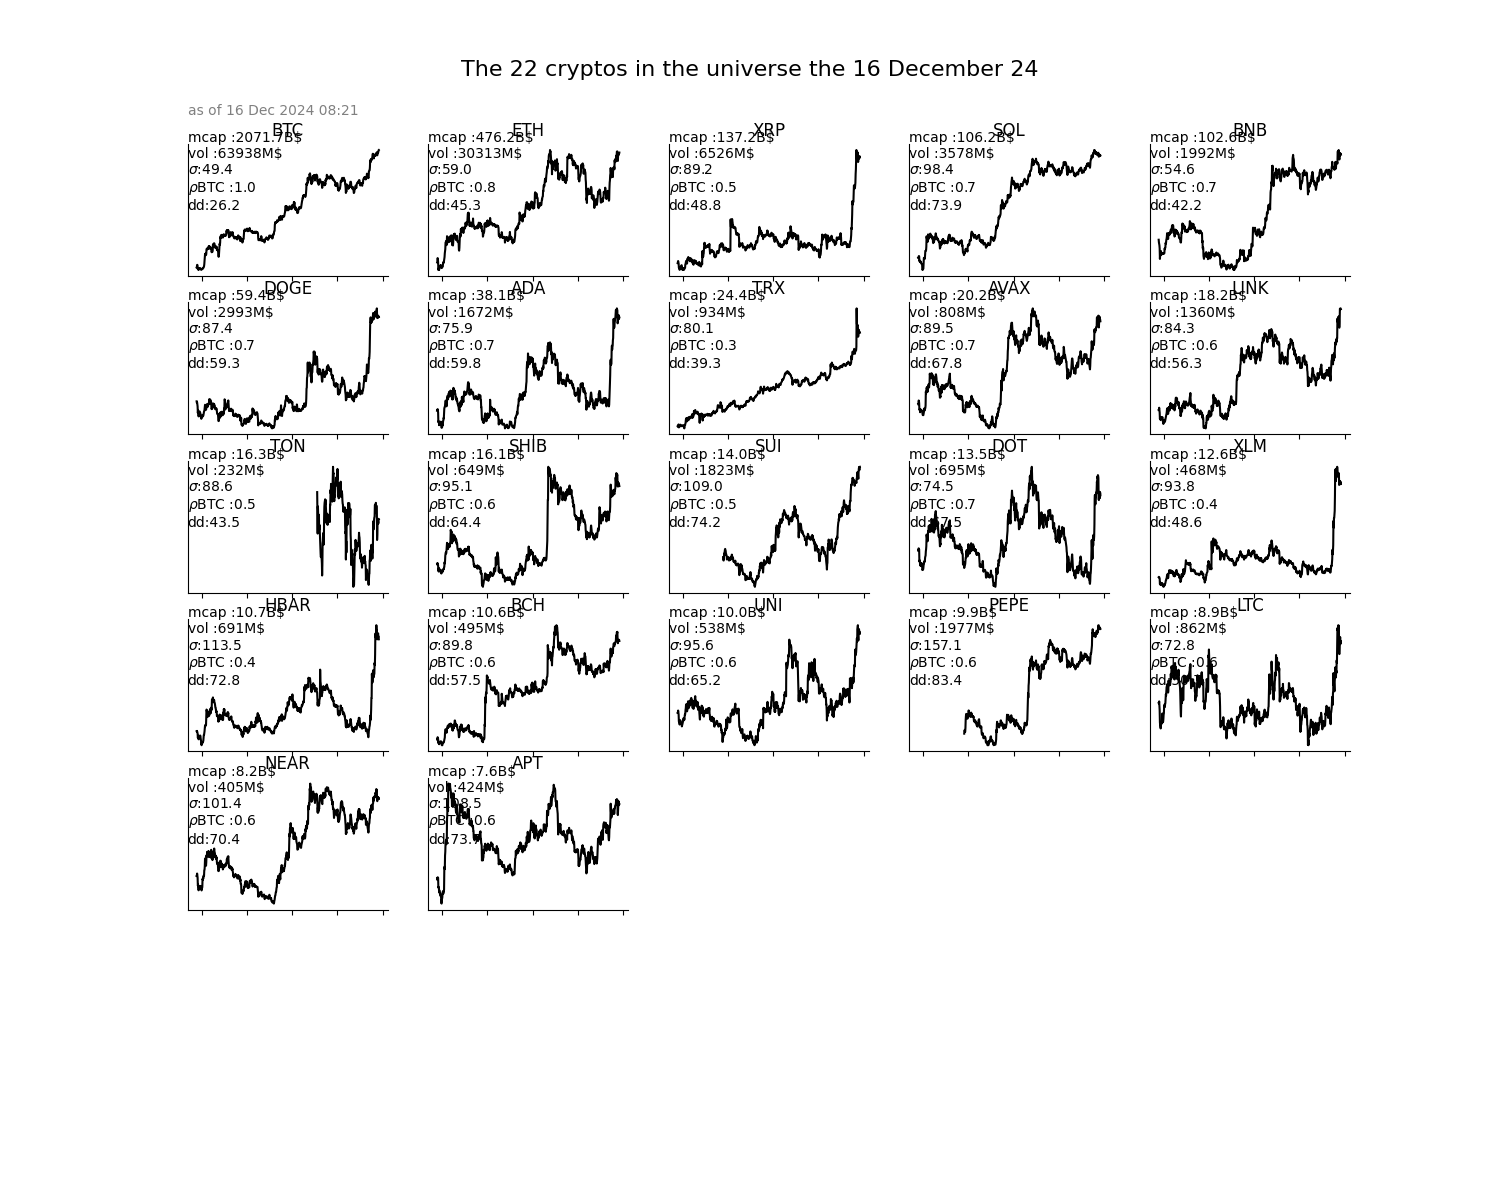 The 22 cryptos in the universe the 16 December 24
as of 16 Dec 2024 08:21
BTC
mcap :2071.7B$
vol :63938M$
σ:49.4
ρBTC :1.0
dd:26.2
ETH
mcap :476.2B$
vol :30313M$
σ:59.0
ρBTC :0.8
dd:45.3
XRP
mcap :137.2B$
vol :6526M$
σ:89.2
ρBTC :0.5
dd:48.8
SOL
mcap :106.2B$
vol :3578M$
σ:98.4
ρBTC :0.7
dd:73.9
BNB
mcap :102.6B$
vol :1992M$
σ:54.6
ρBTC :0.7
dd:42.2
DOGE
mcap :59.4B$
vol :2993M$
σ:87.4
ρBTC :0.7
dd:59.3
ADA
mcap :38.1B$
vol :1672M$
σ:75.9
ρBTC :0.7
dd:59.8
TRX
mcap :24.4B$
vol :934M$
σ:80.1
ρBTC :0.3
dd:39.3
AVAX
mcap :20.2B$
vol :808M$
σ:89.5
ρBTC :0.7
dd:67.8
LINK
mcap :18.2B$
vol :1360M$
σ:84.3
ρBTC :0.6
dd:56.3
TON
mcap :16.3B$
vol :232M$
σ:88.6
ρBTC :0.5
dd:43.5
SHIB
mcap :16.1B$
vol :649M$
σ:95.1
ρBTC :0.6
dd:64.4
SUI
mcap :14.0B$
vol :1823M$
σ:109.0
ρBTC :0.5
dd:74.2
DOT
mcap :13.5B$
vol :695M$
σ:74.5
ρBTC :0.7
XLM
mcap :12.6B$
vol :468M$
σ:93.8
ρBTC :0.4
dd:48.6
HBAR
mcap :10.7B$
vol :691M$
σ:113.5
ρBTC :0.4
dd:72.8
BCH
mcap :10.6B$
vol :495M$
σ:89.8
ρBTC :0.6
dd:57.5
UNI
mcap :10.0B$
vol :538M$
σ:95.6
ρBTC :0.6
dd:65.2
PEPE
mcap :9.9B$
vol :1977M$
σ:157.1
ρBTC :0.6
dd:83.4
LTC
mcap :8.9B$
vol :862M$
σ:72.8
ρBTC :0.6
NEAR
mcap :8.2B$
vol :405M$
σ:101.4
ρBTC :0.6
dd:70.4
APT
mcap :7.6B$
vol :424M$
σ:108.5
ρBTC :0.6